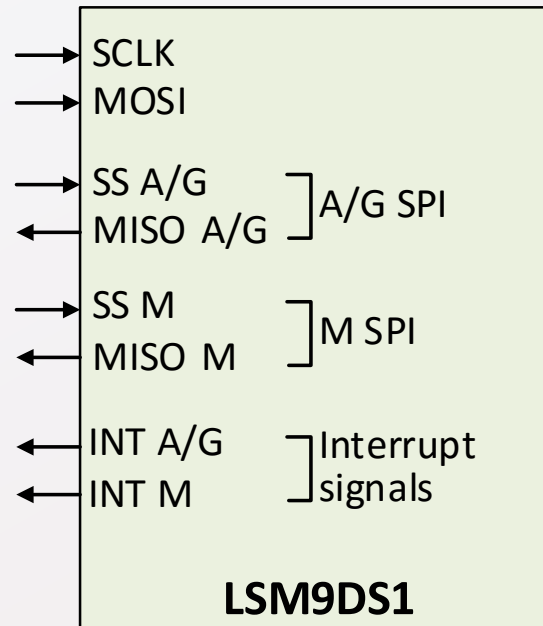 SCLK
MOSI
SS A/G
MISO A/G
A/G SPI
SS M
MISO M
M SPI
INT A/G
INT M
Interrupt
signals
LSM9DS1